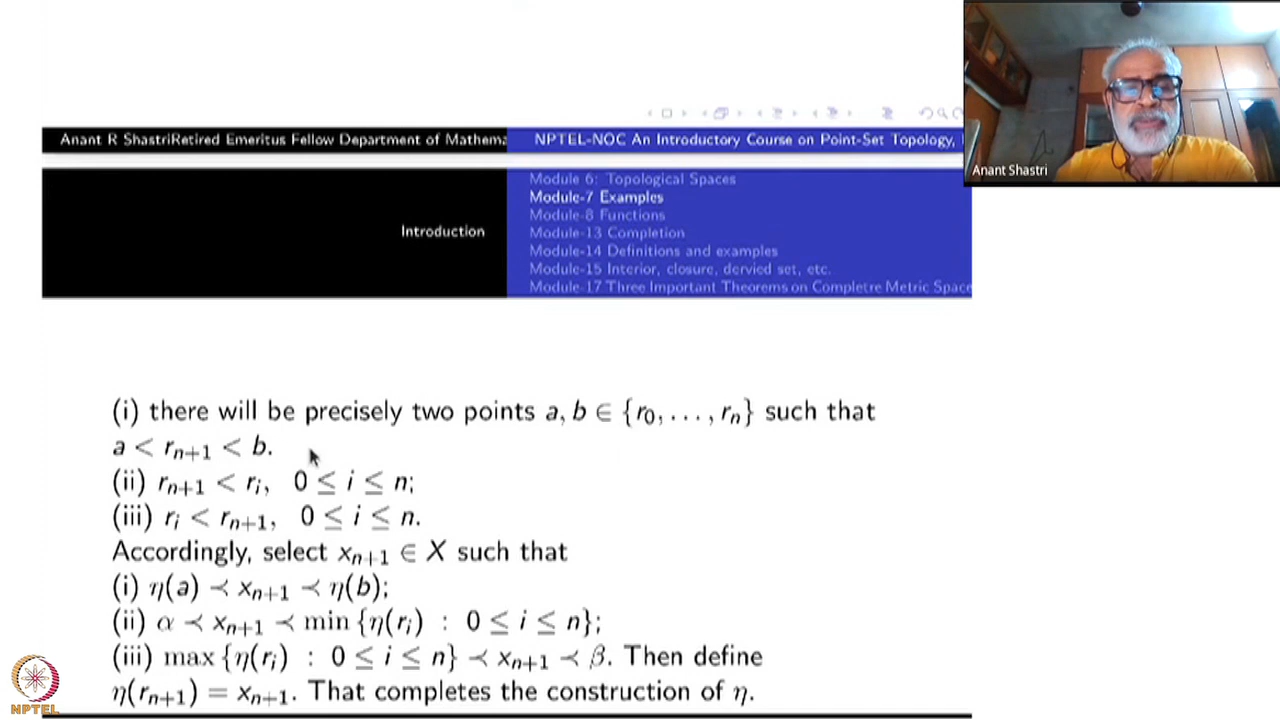 Anant R ShastriRetired Emeritus Fellow Department of Mathema
NPTEL-NOC An Introductory Course on Point-Set Topology,
Introduction
Module 6: Topological Spaces
Module-7 Examples
Module-8 Functions
Module-13 Completion
Module-14 Definitions and examples
Module-15 Interior, closure, dervied set, etc.
Module-17 Three Important Theorems on Completre Metric Space
Anant Shastri
(i) there will be precisely two points a, b ∈ {r₀, . . . , rₙ} such that
a < rₙ₊₁ < b.
(ii) rₙ₊₁ < rᵢ, 0 ≤ i ≤ n;
(iii) rᵢ < rₙ₊₁, 0 ≤ i ≤ n.
Accordingly, select xₙ₊₁ ∈ X such that
(i) η(a) ≺ xₙ₊₁ ≺ η(b);
(ii) α ≺ xₙ₊₁ ≺ min {η(rᵢ) : 0 ≤ i ≤ n};
(iii) max {η(rᵢ) : 0 ≤ i ≤ n} ≺ xₙ₊₁ ≺ β. Then define
η(rₙ₊₁) = xₙ₊₁. That completes the construction of η.
NPTEL